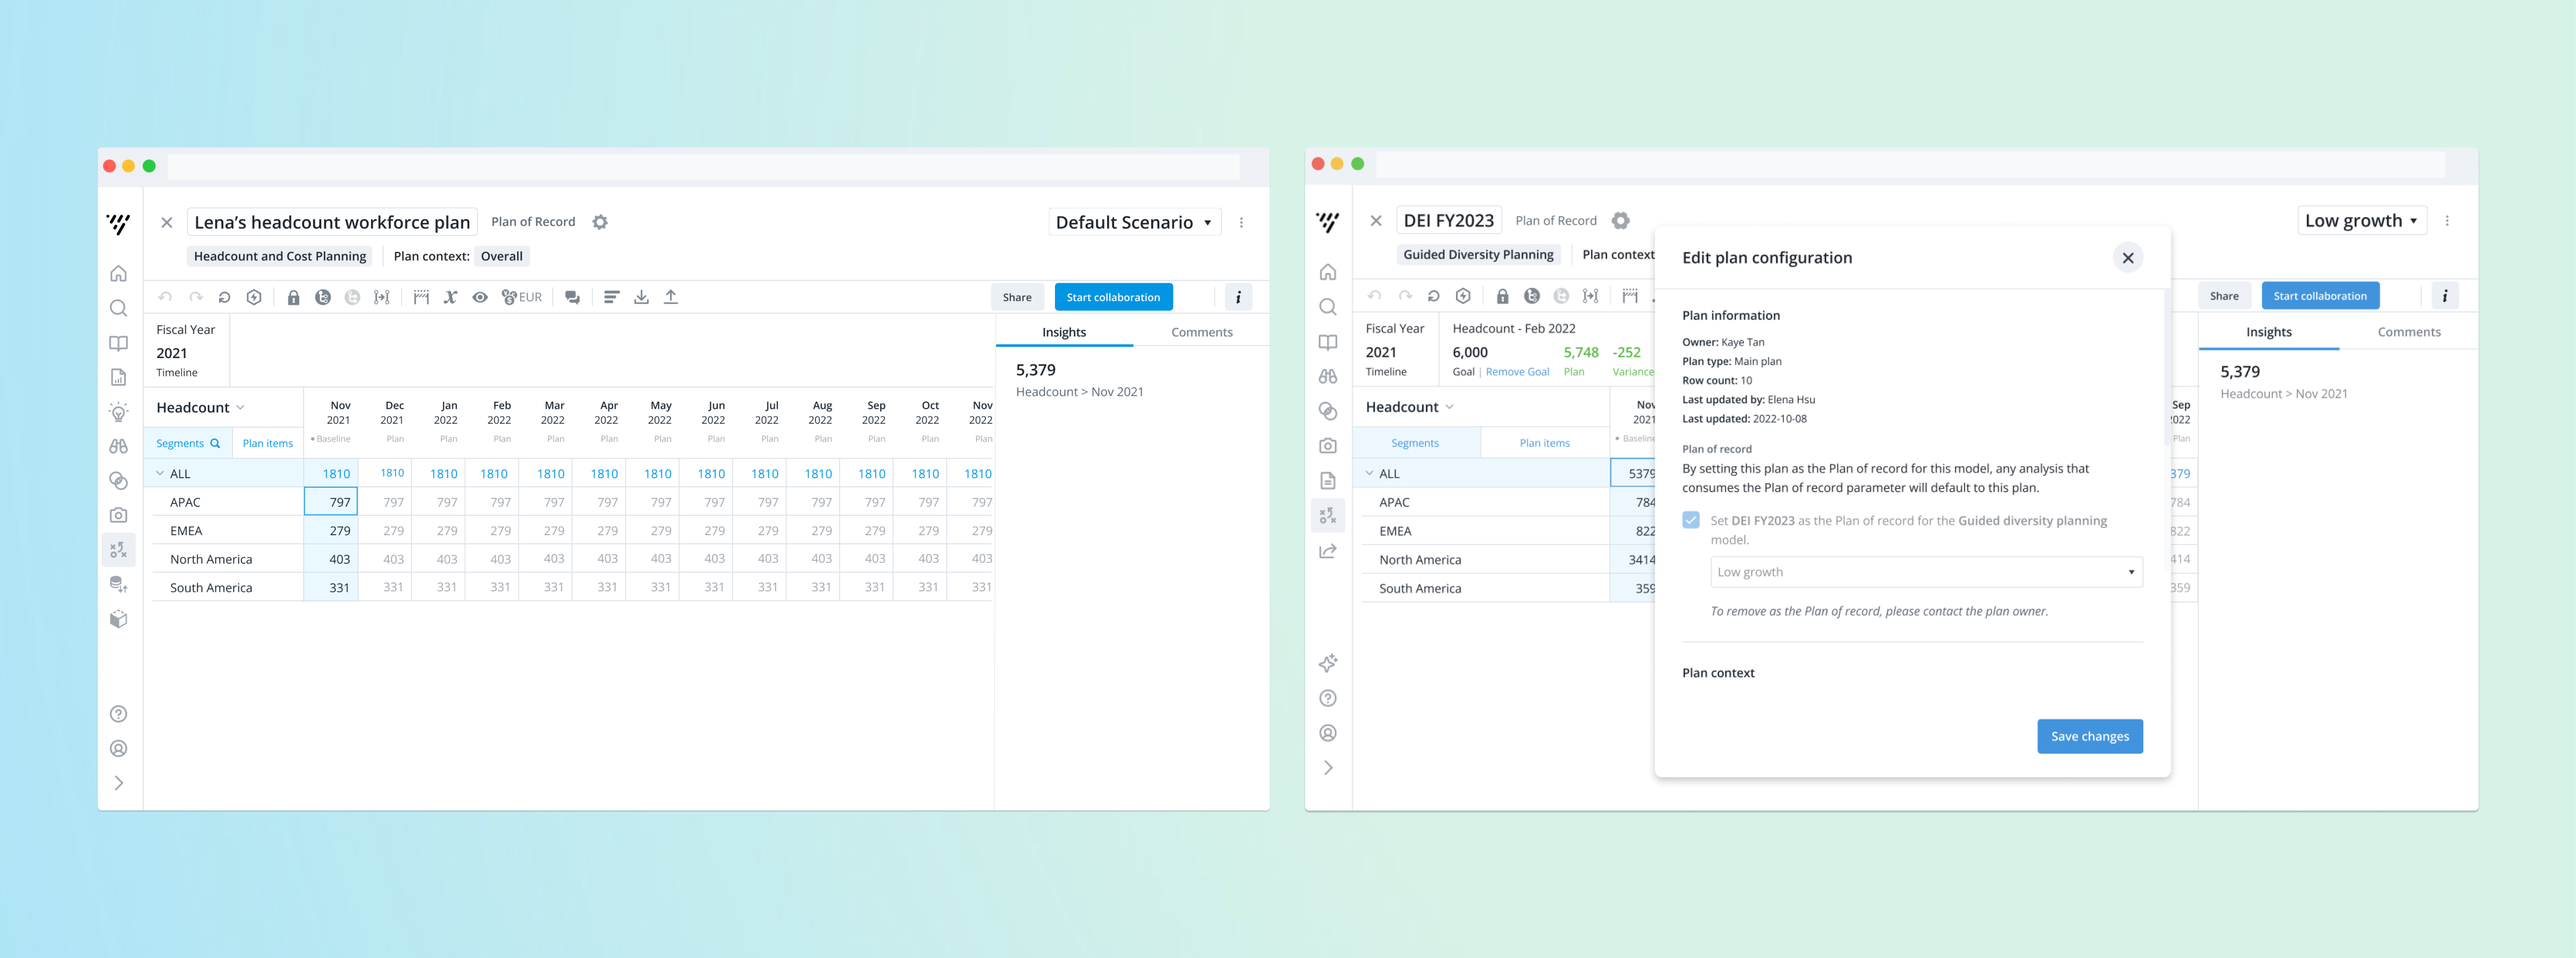 Lena’s headcount workforce plan Plan of Record Default Scenario
Headcount and Cost Planning Plan context: Overall
EUR Share Start collaboration i
Fiscal Year
2021
Timeline
Insights Comments
5,379
Headcount > Nov 2021
Headcount Nov Dec Jan Feb Mar Apr May Jun Jul Aug Sep Oct Nov
2021 2021 2022 2022 2022 2022 2022 2022 2022 2022 2022 2022 2022
Segments Plan items Baseline Plan Plan Plan Plan Plan Plan Plan Plan Plan Plan Plan Plan
ALL 1810 1810 1810 1810 1810 1810 1810 1810 1810 1810 1810 1810 1810
APAC 797 797 797 797 797 797 797 797 797 797 797 797 797
EMEA 279 279 279 279 279 279 279 279 279 279 279 279 279
North America 403 403 403 403 403 403 403 403 403 403 403 403 403
South America 331 331 331 331 331 331 331 331 331 331 331 331 331
DEI FY2023 Plan of Record Low growth
Guided Diversity Planning Plan context
Share Start collaboration i
Fiscal Year Headcount - Feb 2022
2021 6,000 5,748 -252
Timeline Goal | Remove Goal Plan Variance
Insights Comments
5,379
Headcount > Nov 2021
Headcount Nov Sep
2021 2022
Segments Plan items Baseline Plan
ALL 5379 379
APAC 784 784
EMEA 822 822
North America 3414 414
South America 359 359
Edit plan configuration
Plan information
Owner: Kaye Tan
Plan type: Main plan
Row count: 10
Last updated by: Elena Hsu
Last updated: 2022-10-08
Plan of record
By setting this plan as the Plan of record for this model, any analysis that
consumes the Plan of record parameter will default to this plan.
Set DEI FY2023 as the Plan of record for the Guided diversity planning
model.
Low growth
To remove as the Plan of record, please contact the plan owner.
Plan context
Save changes